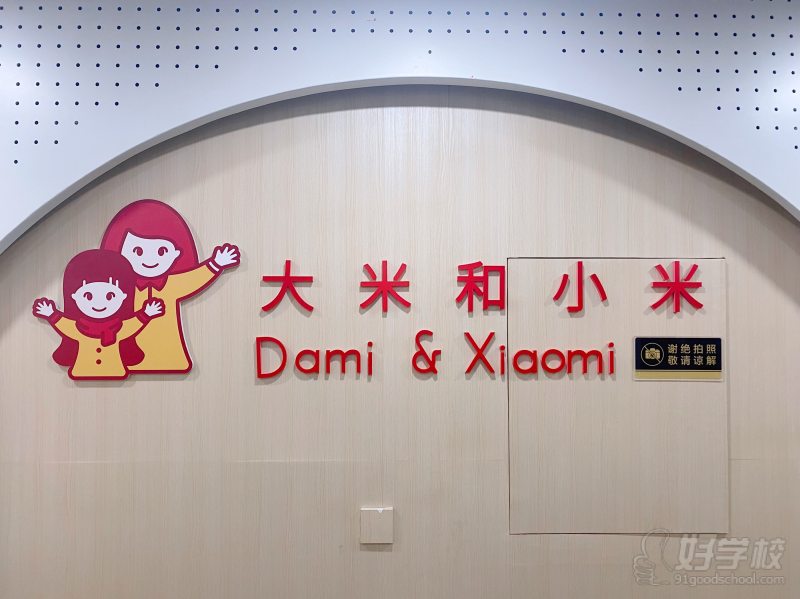 大米和小米
Dami & Xiaomi
谢绝拍照
敬请谅解
好学校
91goodschool.com